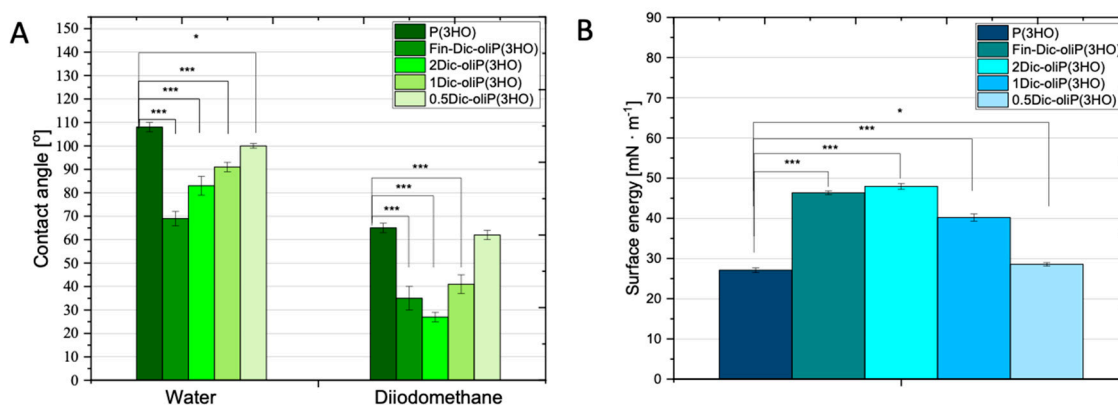 A
Contact angle [º]
150
140
130
120
110
100
90
80
70
60
50
40
30
20
10
0
P(3HO)
Fin-Dic-oliP(3HO)
2Dic-oliP(3HO)
1Dic-oliP(3HO)
0.5Dic-oliP(3HO)
*
***
***
***
***
***
***
Water
Diiodomethane
B
Surface energy [mN · m⁻¹)
90
80
70
60
50
40
30
20
10
0
P(3HO)
Fin-Dic-oliP(3HO)
2Dic-oliP(3HO)
1Dic-oliP(3HO)
0.5Dic-oliP(3HO)
*
***
***
***